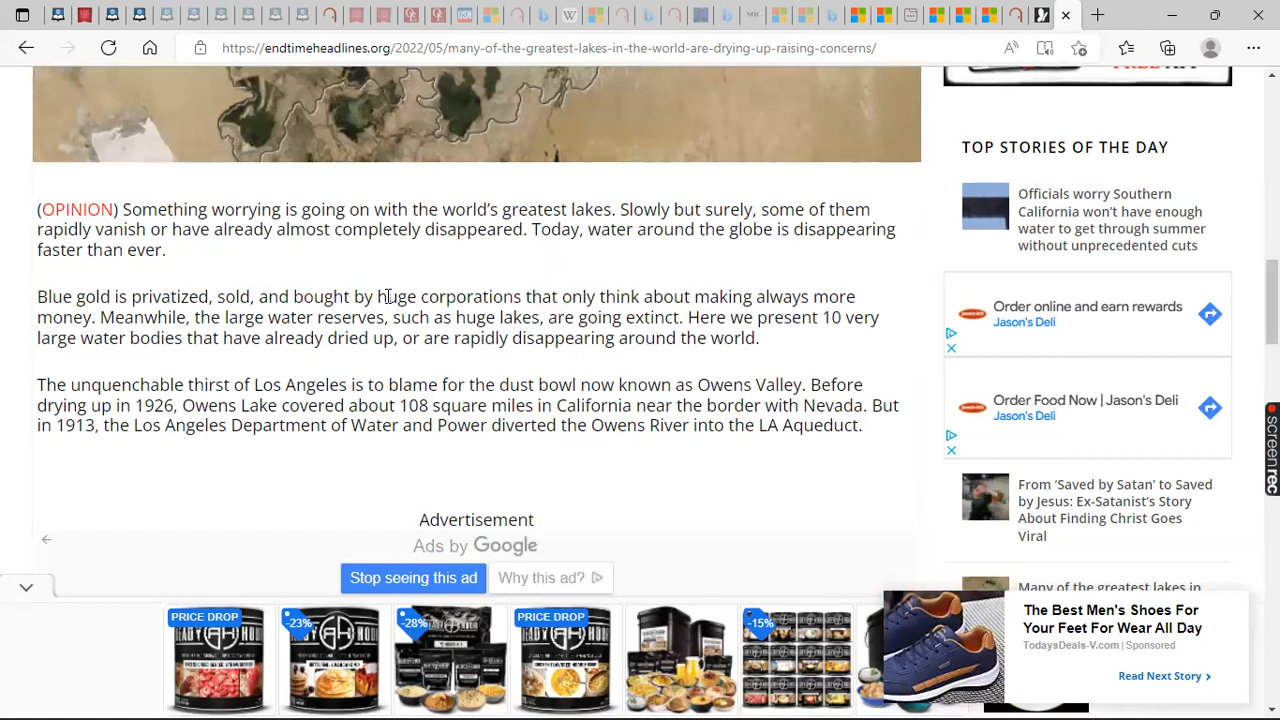 https://endtimeheadlines.org/2022/05/many-of-the-greatest-lakes-in-the-world-are-drying-up-raising-concerns/
(OPINION) Something worrying is going on with the world's greatest lakes. Slowly but surely, some of them
rapidly vanish or have already almost completely disappeared. Today, water around the globe is disappearing
faster than ever.
Blue gold is privatized, sold, and bought by huge corporations that only think about making always more
money. Meanwhile, the large water reserves, such as huge lakes, are going extinct. Here we present 10 very
large water bodies that have already dried up, or are rapidly disappearing around the world.
The unquenchable thirst of Los Angeles is to blame for the dust bowl now known as Owens Valley. Before
drying up in 1926, Owens Lake covered about 108 square miles in California near the border with Nevada. But
in 1913, the Los Angeles Department of Water and Power diverted the Owens River into the LA Aqueduct.
Advertisement
Ads by Google
Stop seeing this ad
Why this ad?
PRICE DROP
-23%
-28%
PRICE DROP
-15%
TOP STORIES OF THE DAY
Officials worry Southern
California won't have enough
water to get through summer
without unprecedented cuts
Order online and earn rewards
Jason's Deli
Order Food Now | Jason's Deli
Jason's Deli
From 'Saved by Satan' to Saved
by Jesus: Ex-Satanist's Story
About Finding Christ Goes
Viral
Many of the greatest lakes in
The Best Men's Shoes For
Your Feet For Wear All Day
TodaysDeals-V.com | Sponsored
Read Next Story
screenrec